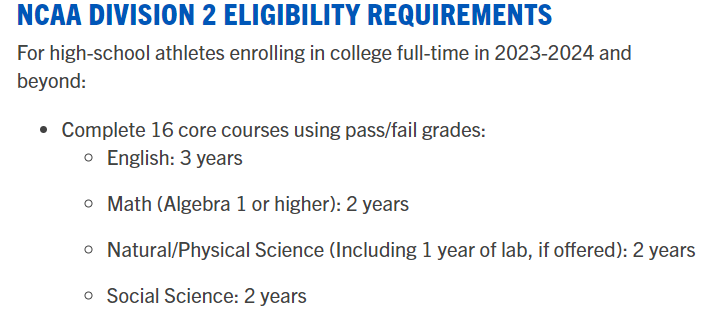 NCAA DIVISION 2 ELIGIBILITY REQUIREMENTS
For high-school athletes enrolling in college full-time in 2023-2024 and
beyond:
• Complete 16 core courses using pass/fail grades:
○ English: 3 years
○ Math (Algebra 1 or higher): 2 years
○ Natural/Physical Science (Including 1 year of lab, if offered): 2 years
○ Social Science: 2 years